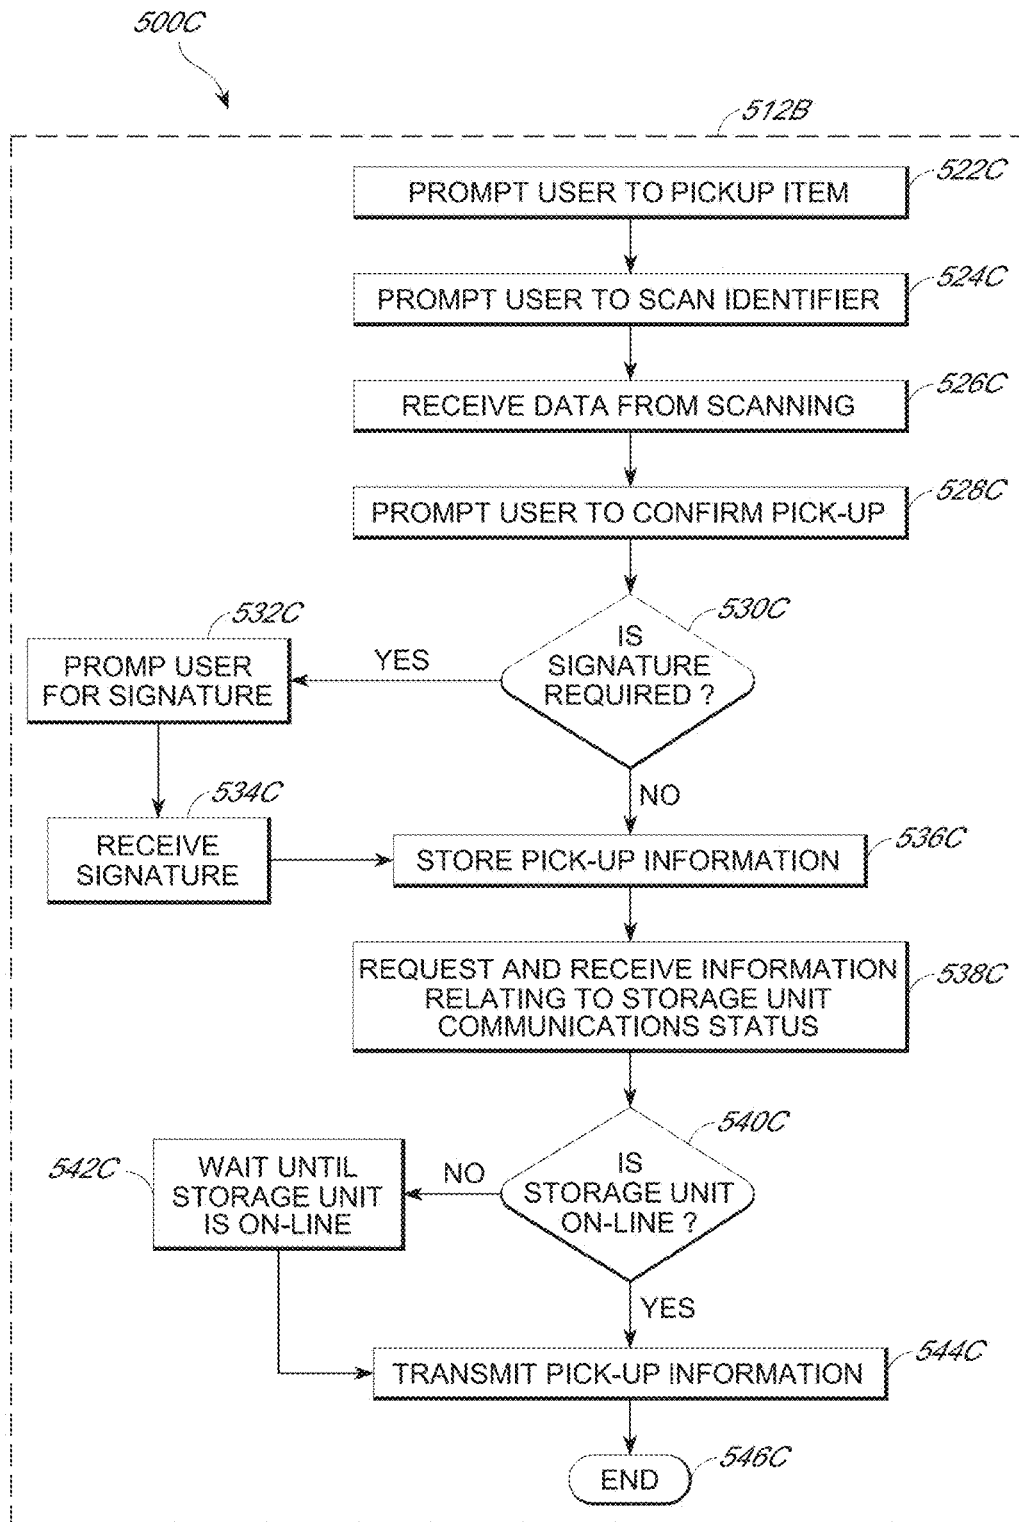 500C
512B
PROMPT USER TO PICKUP ITEM
522C
PROMPT USER TO SCAN IDENTIFIER
524C
RECEIVE DATA FROM SCANNING
526C
PROMPT USER TO CONFIRM PICK-UP
528C
530C
IS
SIGNATURE
REQUIRED ?
YES
532C
PROMP USER
FOR SIGNATURE
NO
534C
RECEIVE
SIGNATURE
STORE PICK-UP INFORMATION
536C
REQUEST AND RECEIVE INFORMATION
RELATING TO STORAGE UNIT
COMMUNICATIONS STATUS
538C
540C
IS
STORAGE UNIT
ON-LINE ?
NO
542C
WAIT UNTIL
STORAGE UNIT
IS ON-LINE
YES
TRANSMIT PICK-UP INFORMATION
544C
END
546C